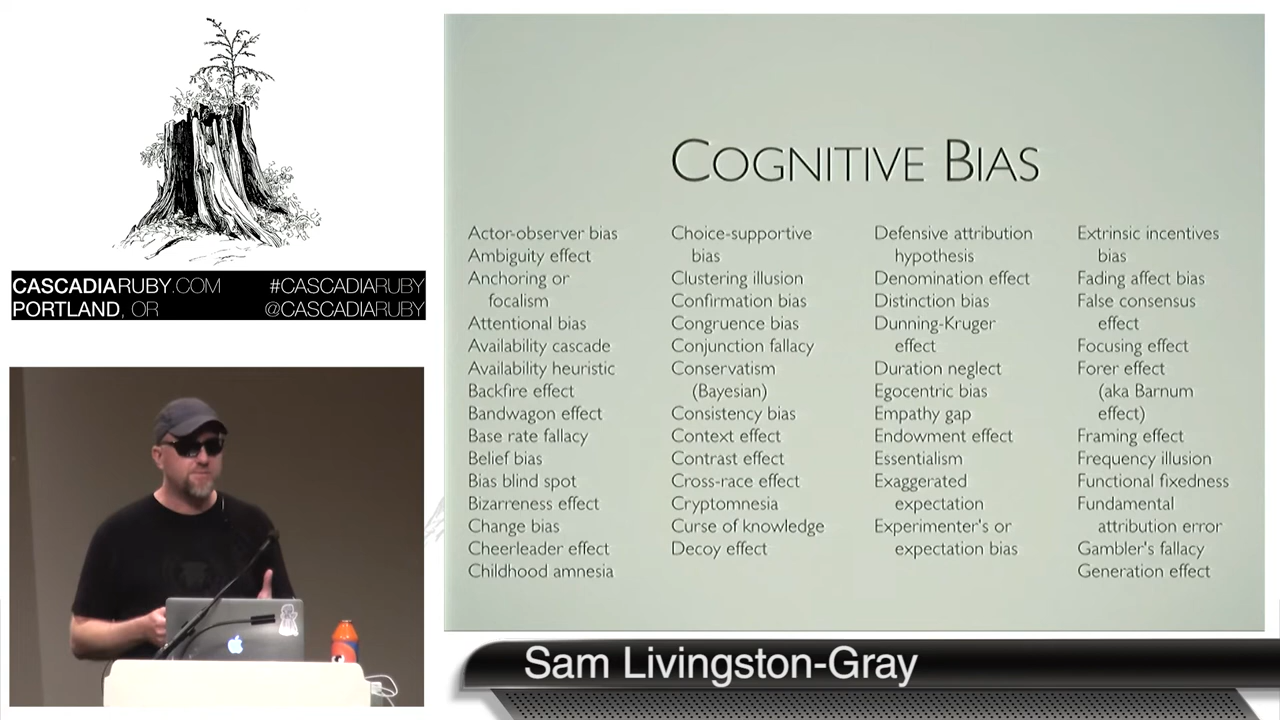 CASCADIARUBY.COM #CASCADIARUBY
PORTLAND, OR @CASCADIARUBY
COGNITIVE BIAS
Actor-observer bias
Ambiguity effect
Anchoring or
focalism
Attentional bias
Availability cascade
Availability heuristic
Backfire effect
Bandwagon effect
Base rate fallacy
Belief bias
Bias blind spot
Bizarreness effect
Change bias
Cheerleader effect
Childhood amnesia
Choice-supportive
bias
Clustering illusion
Confirmation bias
Congruence bias
Conjunction fallacy
Conservatism
(Bayesian)
Consistency bias
Context effect
Contrast effect
Cross-race effect
Cryptomnesia
Curse of knowledge
Decoy effect
Defensive attribution
hypothesis
Denomination effect
Distinction bias
Dunning-Kruger
effect
Duration neglect
Egocentric bias
Empathy gap
Endowment effect
Essentialism
Exaggerated
expectation
Experimenter's or
expectation bias
Extrinsic incentives
bias
Fading affect bias
False consensus
effect
Focusing effect
Forer effect
(aka Barnum
effect)
Framing effect
Frequency illusion
Functional fixedness
Fundamental
attribution error
Gambler's fallacy
Generation effect
Sam Livingston-Gray